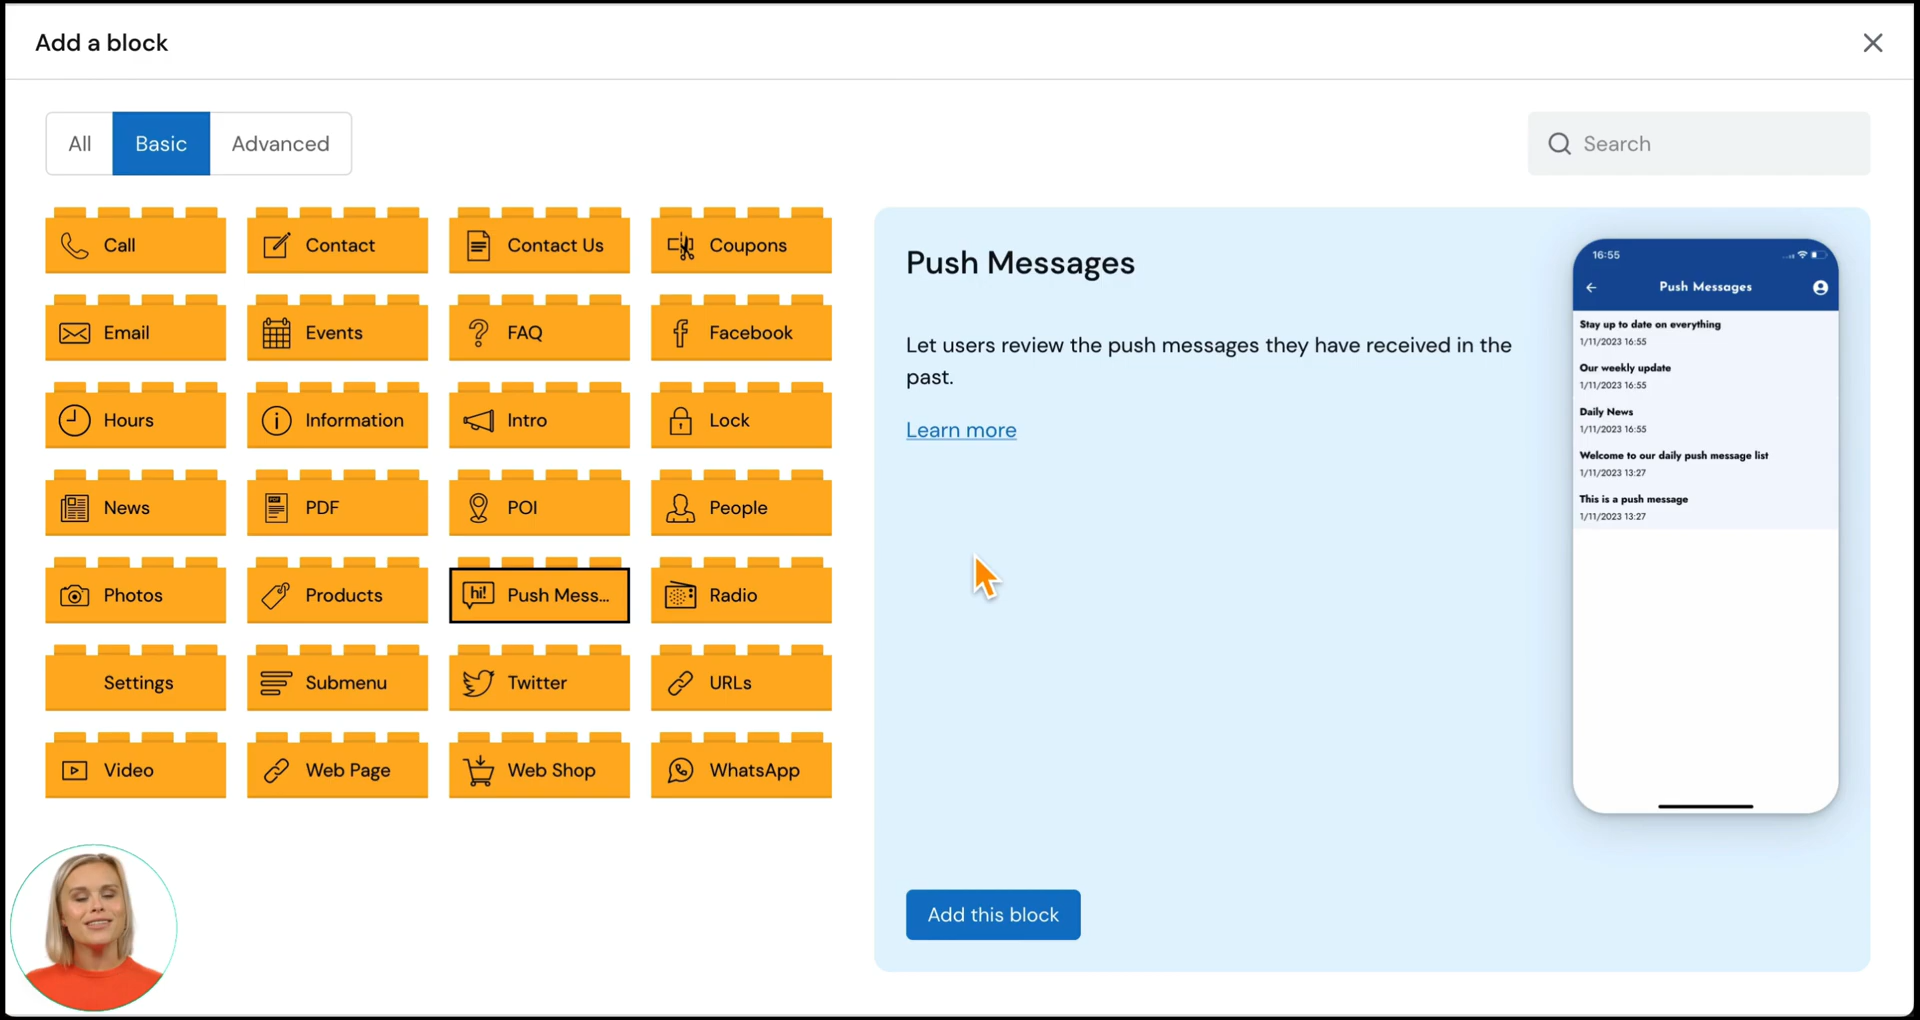 Add a block
All
Basic
Advanced
Search
Call
Contact
Contact Us
Coupons
Email
Events
FAQ
Facebook
Hours
Information
Intro
Lock
News
PDF
PDF
POI
People
Photos
Products
hi!
Push Mess...
Radio
Settings
Submenu
Twitter
URLs
Video
Web Page
Web Shop
WhatsApp
Push Messages
Let users review the push messages they have received in the
past.
Learn more
Add this block
16:55
Push Messages
Stay up to date on everything
1/11/2023 16:55
Our weekly update
1/11/2023 16:55
Daily News
1/11/2023 16:55
Welcome to our daily push message list
1/11/2023 13:27
This is a push message
1/11/2023 13:27